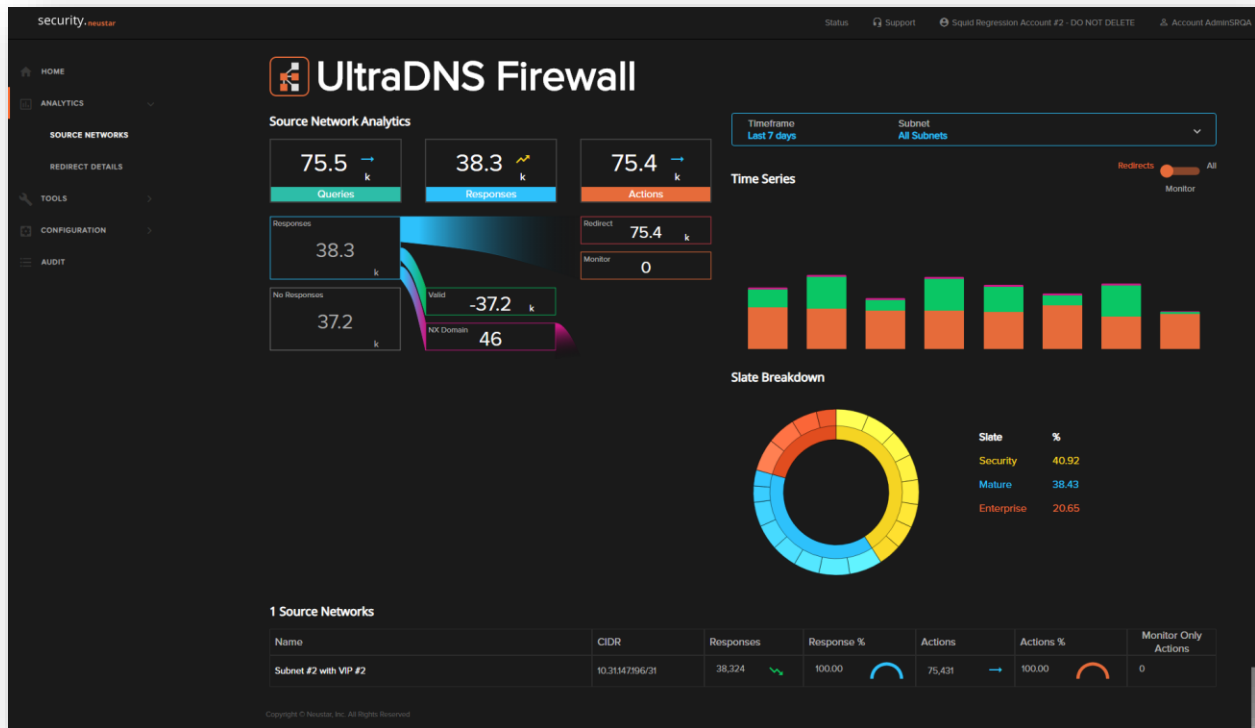 security.neustar
Status Support Squid Regression Account #2 - DO NOT DELETE Account AdminSRQA
HOME
ANALYTICS
SOURCE NETWORKS
REDIRECT DETAILS
TOOLS
CONFIGURATION
AUDIT
UltraDNS Firewall
Source Network Analytics
75.5 k
Queries
38.3 k
Responses
75.4 k
Actions
Responses
38.3 k
No Responses
37.2 k
Valid
-37.2 k
NX Domain
46
Redirect
75.4 k
Monitor
0
Timeframe Subnet
Last 7 days All Subnets
Time Series
Redirects All
Monitor
Slate Breakdown
Slate %
Security 40.92
Mature 38.43
Enterprise 20.65
1 Source Networks
Name CIDR Responses Response % Actions Actions % Monitor Only Actions
Subnet #2 with VIP #2 10.31.147.196/31 38,324 100.00 75,431 100.00 0
Copyright © Neustar, Inc. All Rights Reserved